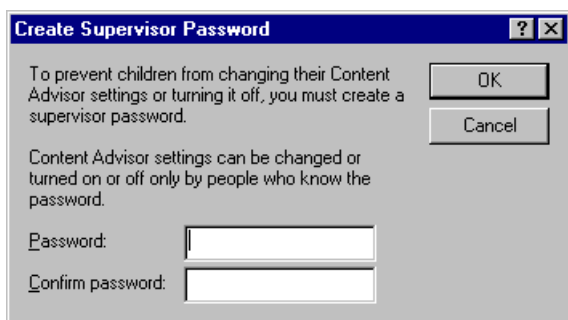 Create Supervisor Password
To prevent children from changing their Content
Advisor settings or turning it off, you must create a
supervisor password.
OK
Cancel
Content Advisor settings can be changed or
turned on or off only by people who know the
password.
Password:
Confirm password: